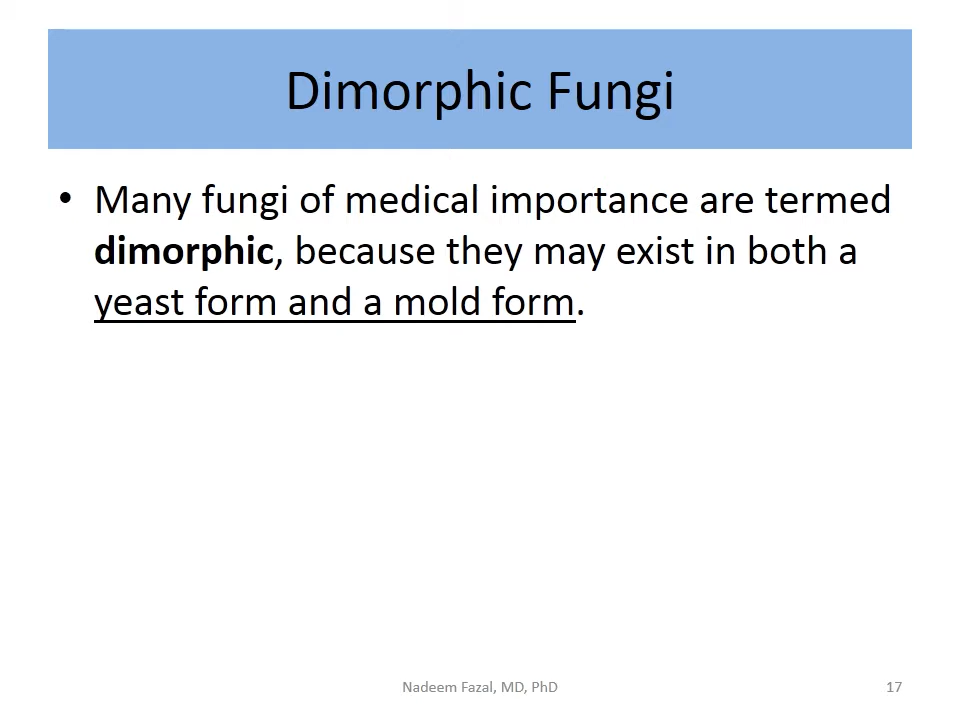 Dimorphic Fungi
• Many fungi of medical importance are termed
dimorphic, because they may exist in both a
yeast form and a mold form.
Nadeem Fazal, MD, PhD
17